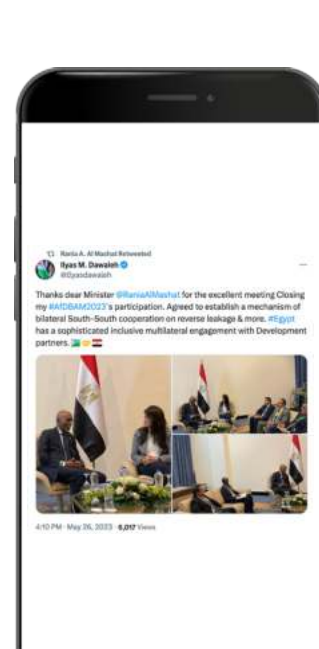 Rania A. Al Mashat Retweeted
Ilyas M. Dawaleh
@Ilyasdawaleh
Thanks dear Minister @RaniaAlMashat for the excellent meeting Closing
my #AfDBAM2023's participation. Agreed to establish a mechanism of
bilateral South-South cooperation on reverse leakage & more. #Egypt
has a sophisticated inclusive multilateral engagement with Development
partners. 🇩🇯 🤝 🇪🇬
4:10 PM · May 26, 2023 · 6,017 Views